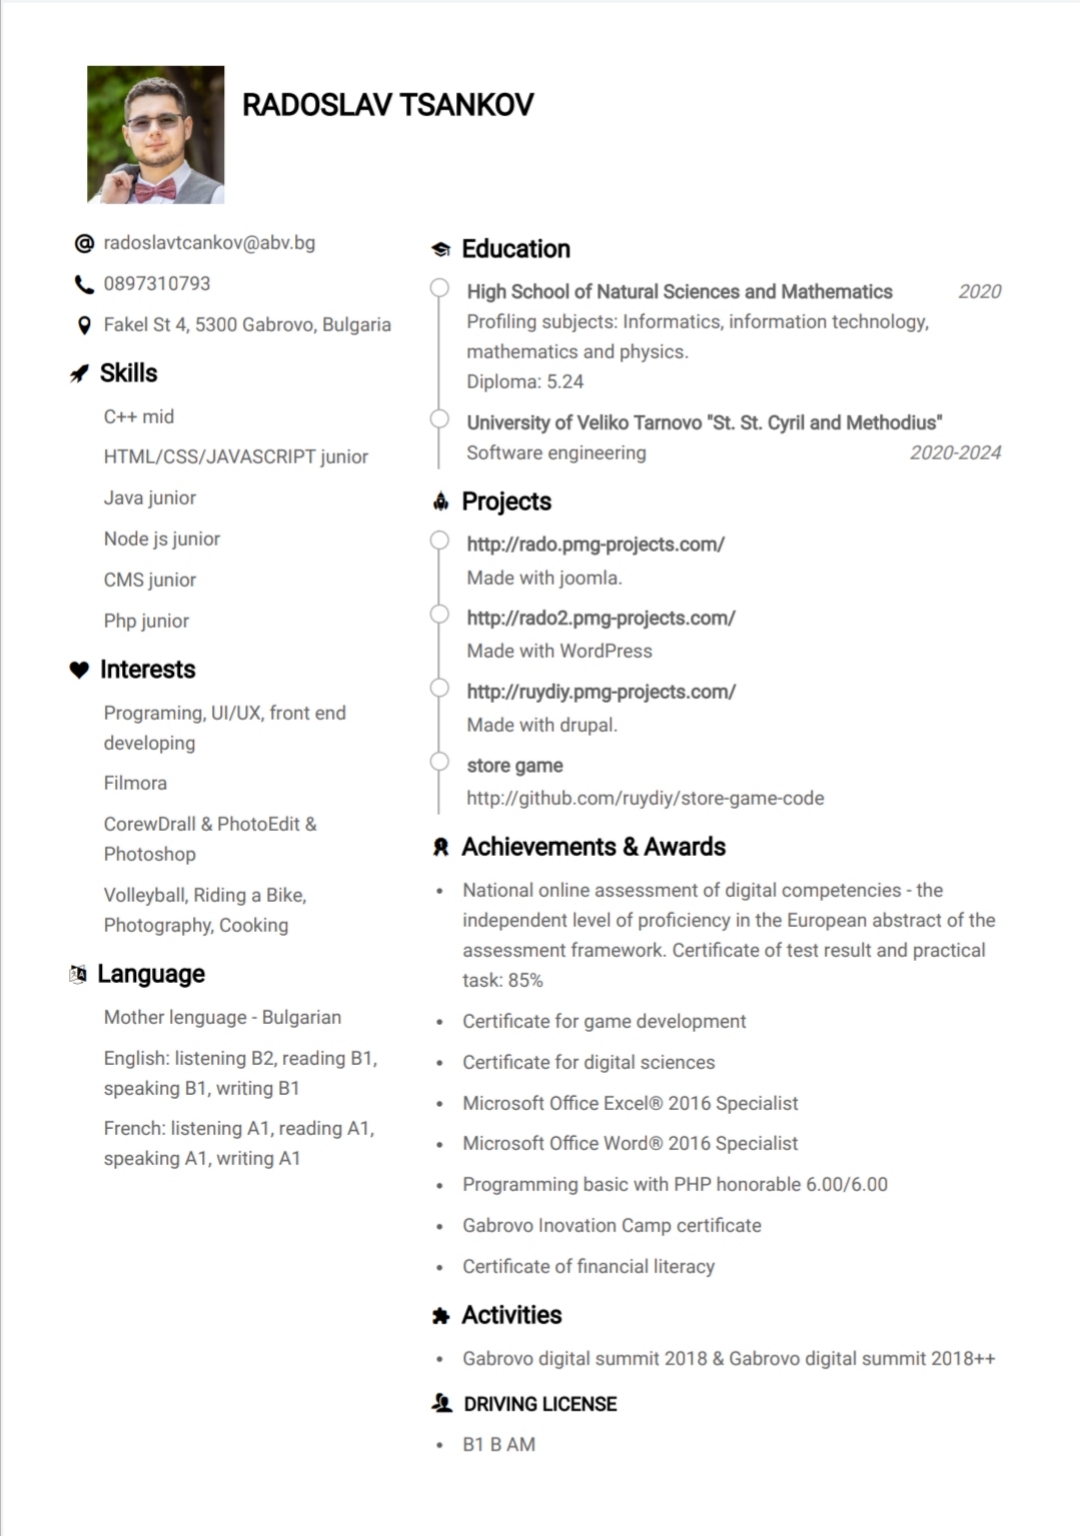 RADOSLAV TSANKOV
radoslavtcankov@abv.bg
0897310793
Fakel St 4, 5300 Gabrovo, Bulgaria
Skills
C++ mid
HTML/CSS/JAVASCRIPT junior
Java junior
Node js junior
CMS junior
Php junior
Interests
Programing, UI/UX, front end
developing
Filmora
CorewDrall & PhotoEdit &
Photoshop
Volleyball, Riding a Bike,
Photography, Cooking
Language
Mother lenguage - Bulgarian
English: listening B2, reading B1,
speaking B1, writing B1
French: listening A1, reading A1,
speaking A1, writing A1
Education
High School of Natural Sciences and Mathematics 2020
Profiling subjects: Informatics, information technology,
mathematics and physics.
Diploma: 5.24
University of Veliko Tarnovo "St. St. Cyril and Methodius"
Software engineering 2020-2024
Projects
http://rado.pmg-projects.com/
Made with joomla.
http://rado2.pmg-projects.com/
Made with WordPress
http://ruydiy.pmg-projects.com/
Made with drupal.
store game
http://github.com/ruydiy/store-game-code
Achievements & Awards
• National online assessment of digital competencies - the
independent level of proficiency in the European abstract of the
assessment framework. Certificate of test result and practical
task: 85%
• Certificate for game development
• Certificate for digital sciences
• Microsoft Office Excel® 2016 Specialist
• Microsoft Office Word® 2016 Specialist
• Programming basic with PHP honorable 6.00/6.00
• Gabrovo Inovation Camp certificate
• Certificate of financial literacy
Activities
• Gabrovo digital summit 2018 & Gabrovo digital summit 2018++
DRIVING LICENSE
• B1 B AM